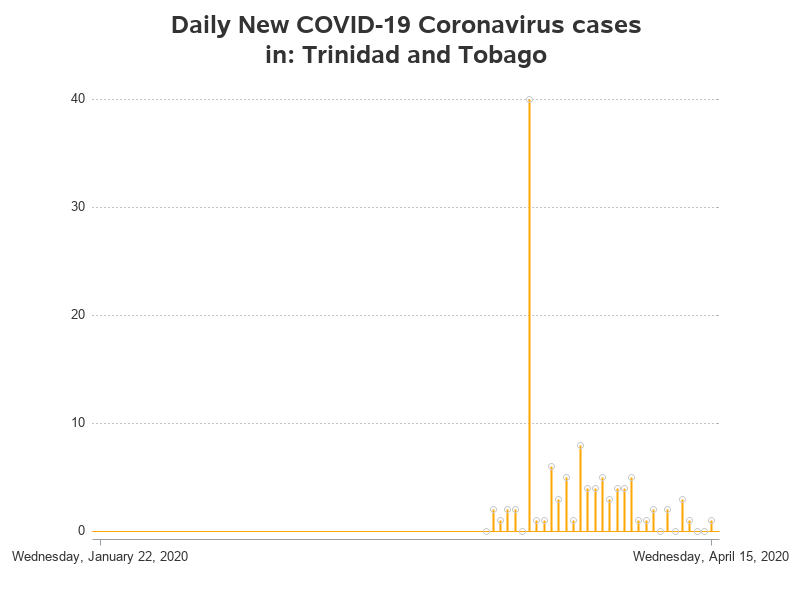 Daily New COVID-19 Coronavirus cases
in: Trinidad and Tobago
40
30
20
10
0
Wednesday, January 22, 2020
Wednesday, April 15, 2020